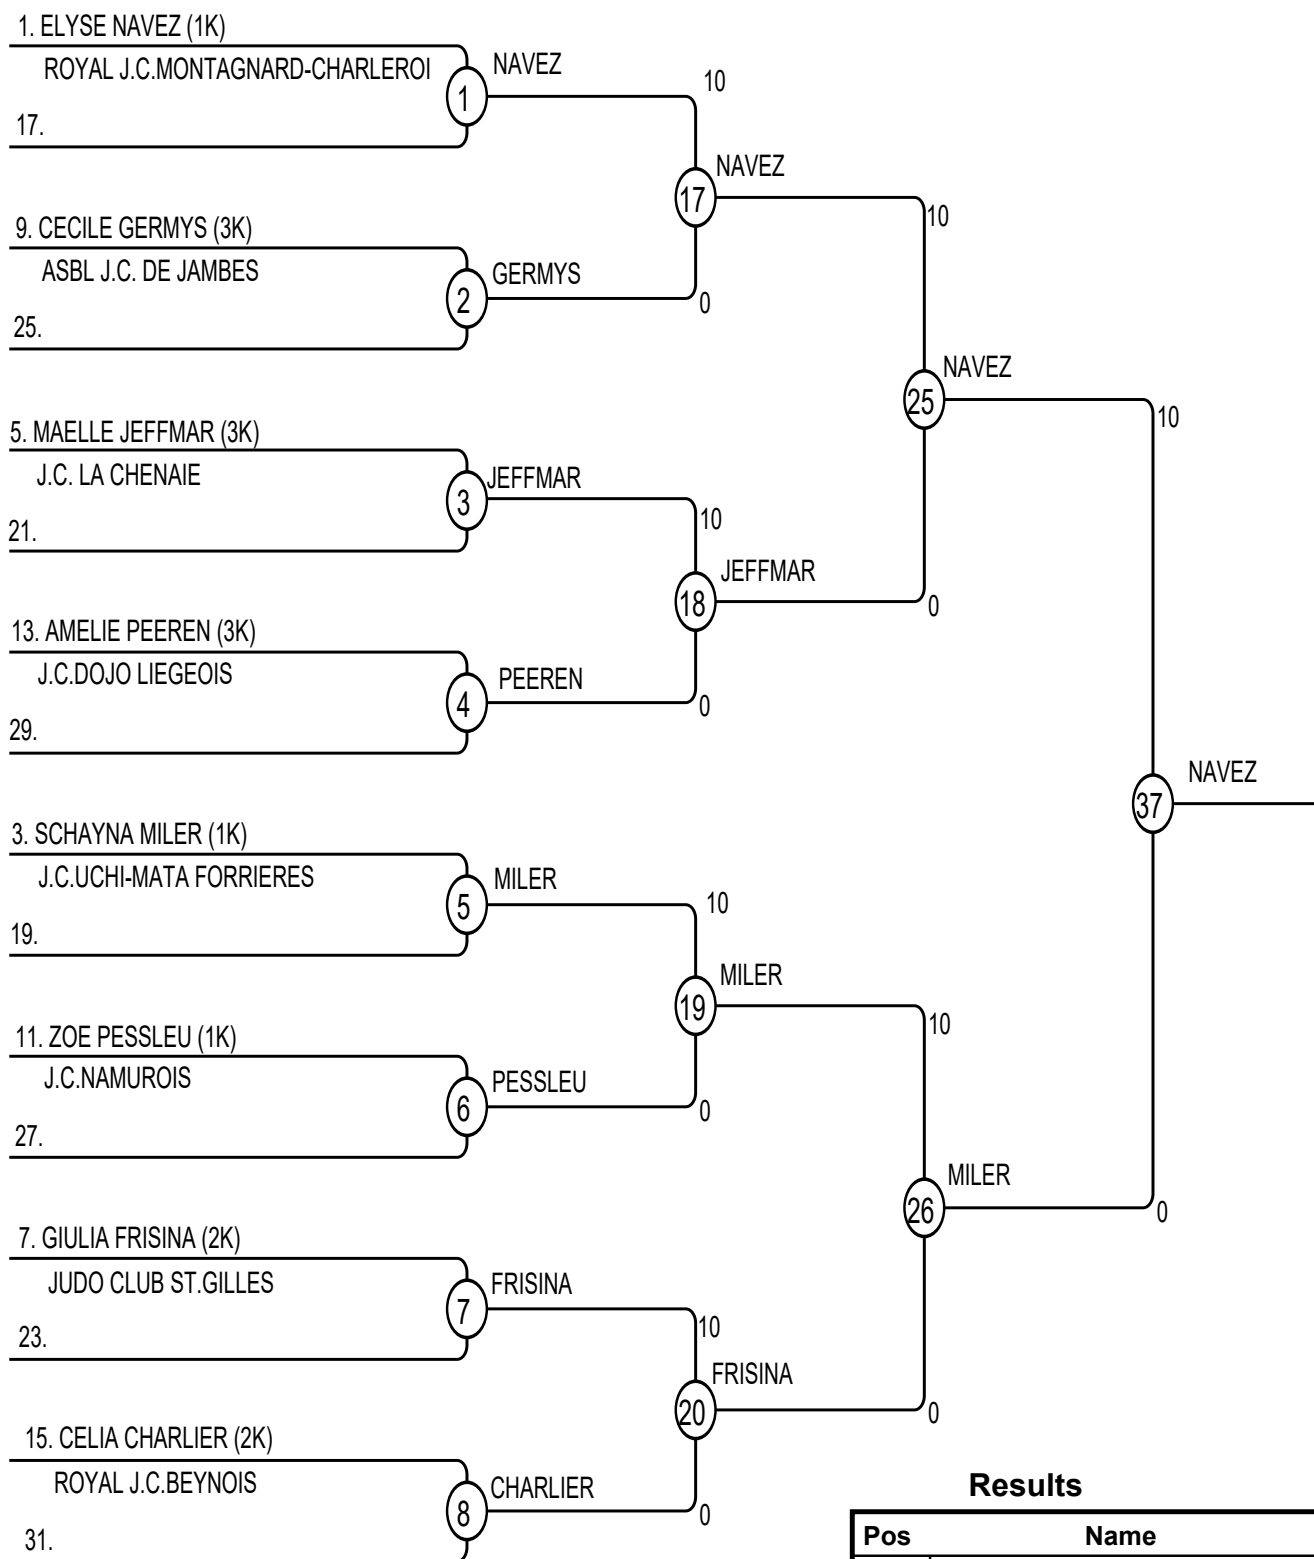 1. ELYSE NAVEZ (1K)
ROYAL J.C.MONTAGNARD-CHARLEROI
17.
1
NAVEZ
10
9. CECILE GERMYS (3K)
ASBL J.C. DE JAMBES
25.
2
GERMYS
0
17
NAVEZ
10
5. MAELLE JEFFMAR (3K)
J.C. LA CHENAIE
21.
3
JEFFMAR
10
13. AMELIE PEEREN (3K)
J.C.DOJO LIEGEOIS
29.
4
PEEREN
0
18
JEFFMAR
0
25
NAVEZ
10
3. SCHAYNA MILER (1K)
J.C.UCHI-MATA FORRIERES
19.
5
MILER
10
11. ZOE PESSLEU (1K)
J.C.NAMUROIS
27.
6
PESSLEU
0
19
MILER
10
7. GIULIA FRISINA (2K)
JUDO CLUB ST.GILLES
23.
7
FRISINA
10
15. CELIA CHARLIER (2K)
ROYAL J.C.BEYNOIS
31.
8
CHARLIER
0
20
FRISINA
0
26
MILER
0
37
NAVEZ
Results
Pos Name